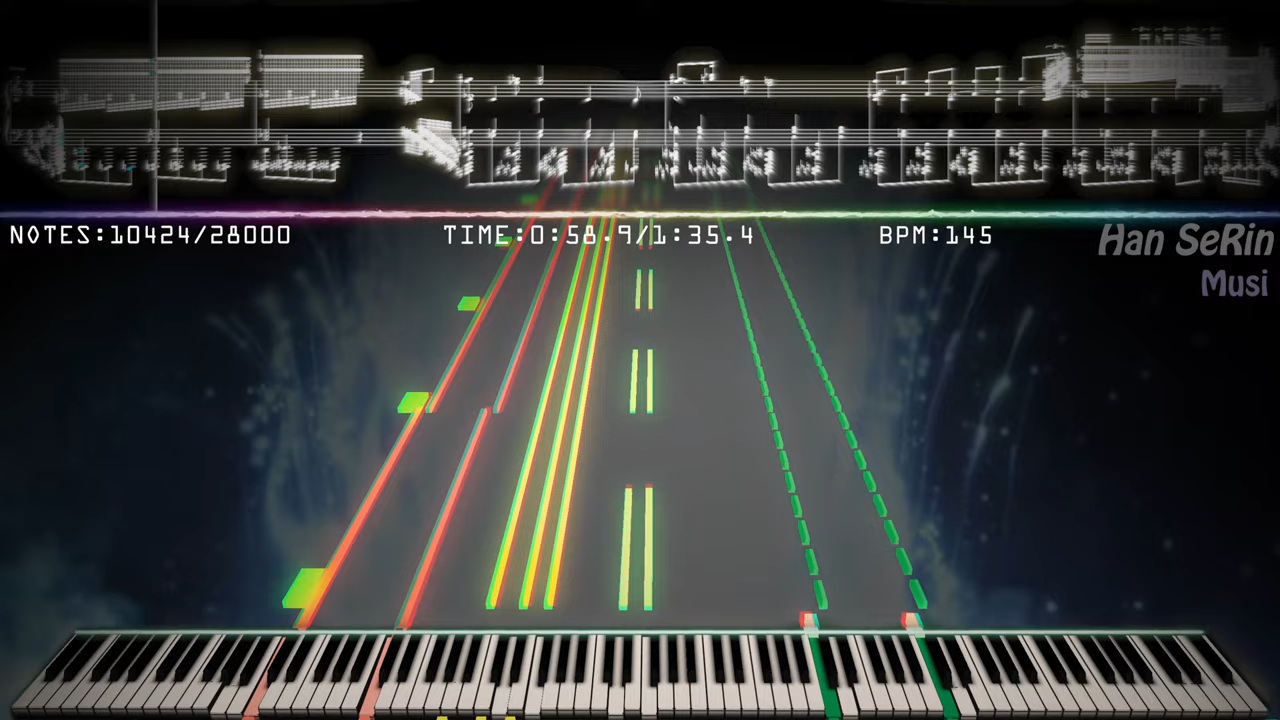 NOTES:10424/28000
TIME:0:58.9/1:35.4
BPM:145
Han SeRin
Musi